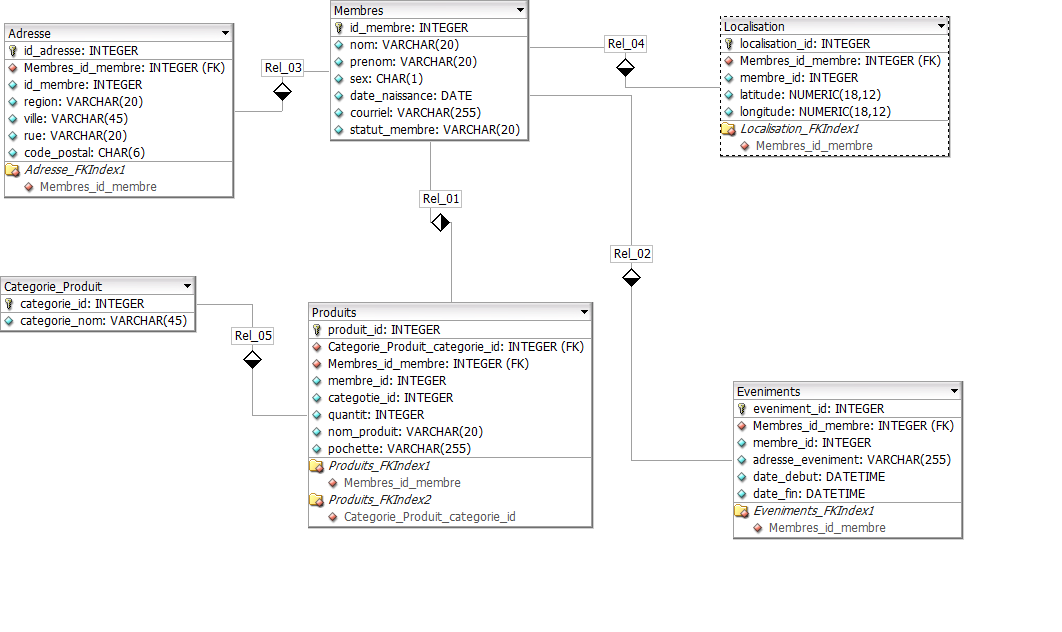 Adresse
id_adresse: INTEGER
Membres_id_membre: INTEGER (FK)
id_membre: INTEGER
region: VARCHAR(20)
ville: VARCHAR(45)
rue: VARCHAR(20)
code_postal: CHAR(6)
Adresse_FKIndex1
Membres_id_membre
Rel_03
Membres
id_membre: INTEGER
nom: VARCHAR(20)
prenom: VARCHAR(20)
sex: CHAR(1)
date_naissance: DATE
courriel: VARCHAR(255)
statut_membre: VARCHAR(20)
Rel_04
Localisation
localisation_id: INTEGER
Membres_id_membre: INTEGER (FK)
membre_id: INTEGER
latitude: NUMERIC(18,12)
longitude: NUMERIC(18,12)
Localisation_FKIndex1
Membres_id_membre
Rel_01
Rel_02
Categorie_Produit
categorie_id: INTEGER
categorie_nom: VARCHAR(45)
Rel_05
Produits
produit_id: INTEGER
Categorie_Produit_categorie_id: INTEGER (FK)
Membres_id_membre: INTEGER (FK)
membre_id: INTEGER
categotie_id: INTEGER
quantit: INTEGER
nom_produit: VARCHAR(20)
pochette: VARCHAR(255)
Produits_FKIndex1
Membres_id_membre
Produits_FKIndex2
Categorie_Produit_categorie_id
Eveniments
eveniment_id: INTEGER
Membres_id_membre: INTEGER (FK)
membre_id: INTEGER
adresse_eveniment: VARCHAR(255)
date_debut: DATETIME
date_fin: DATETIME
Eveniments_FKIndex1
Membres_id_membre